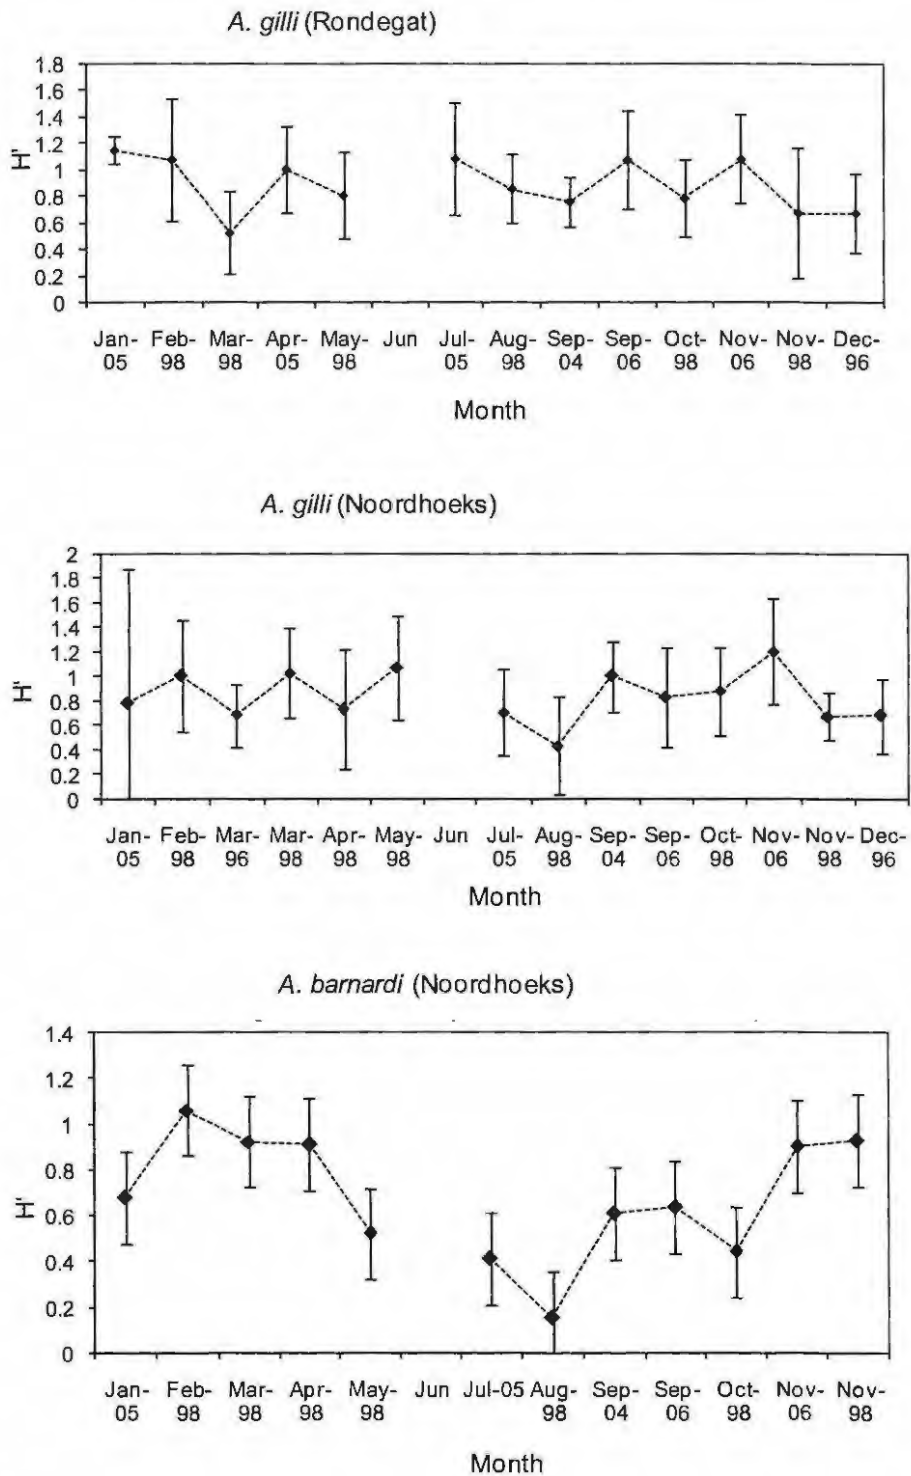 A. gilli (Rondegat)
1.8
1.6
1.4
1.2
1
0.8
0.6
0.4
0.2
0
H'
Jan- Feb- Mar- Apr- May- Jun Jul- Aug- Sep- Sep- Oct- Nov- Nov- Dec-
05 98 98 05 98 05 98 04 06 98 06 98 96
Month
A. gilli (Noordhoeks)
2
1.8
1.6
1.4
1.2
1
0.8
0.6
0.4
0.2
0
H'
Jan- Feb- Mar- Mar- Apr- May- Jun Jul- Aug- Sep- Sep- Oct- Nov- Nov- Dec-
05 98 96 98 98 98 05 98 04 06 98 06 98 96
Month
A. barnardi (Noordhoeks)
1.4
1.2
1
0.8
0.6
0.4
0.2
0
H'
Jan- Feb- Mar- Apr- May- Jun Jul-05 Aug- Sep- Sep- Oct- Nov- Nov-
05 98 98 98 98 98 04 06 98 06 98
Month